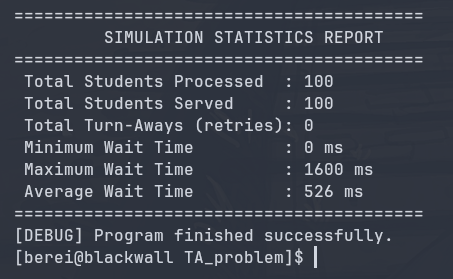 =========================================
SIMULATION STATISTICS REPORT
=========================================
Total Students Processed  : 100
Total Students Served     : 100
Total Turn-Aways (retries): 0
Minimum Wait Time         : 0 ms
Maximum Wait Time         : 1600 ms
Average Wait Time         : 526 ms
=========================================
[DEBUG] Program finished successfully.
[berei@blackwall TA_problem]$